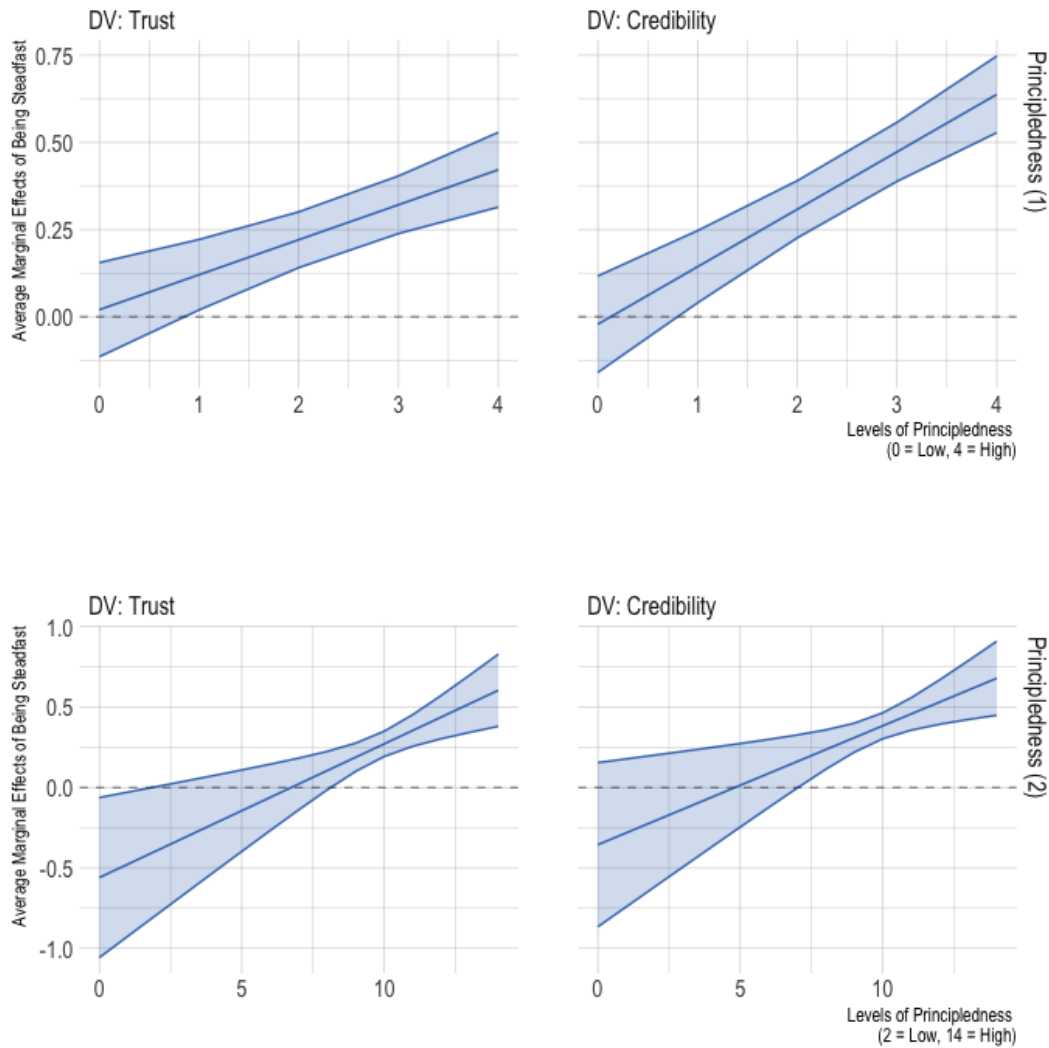 DV: Trust
DV: Credibility
Average Marginal Effects of Being Steadfast
0.75
0.50
0.25
0.00
0 1 2 3 4
0 1 2 3 4
Principledness (1)
Levels of Principledness
(0 = Low, 4 = High)
DV: Trust
DV: Credibility
Average Marginal Effects of Being Steadfast
1.0
0.5
0.0
-0.5
-1.0
0 5 10
0 5 10
Principledness (2)
Levels of Principledness
(2 = Low, 14 = High)